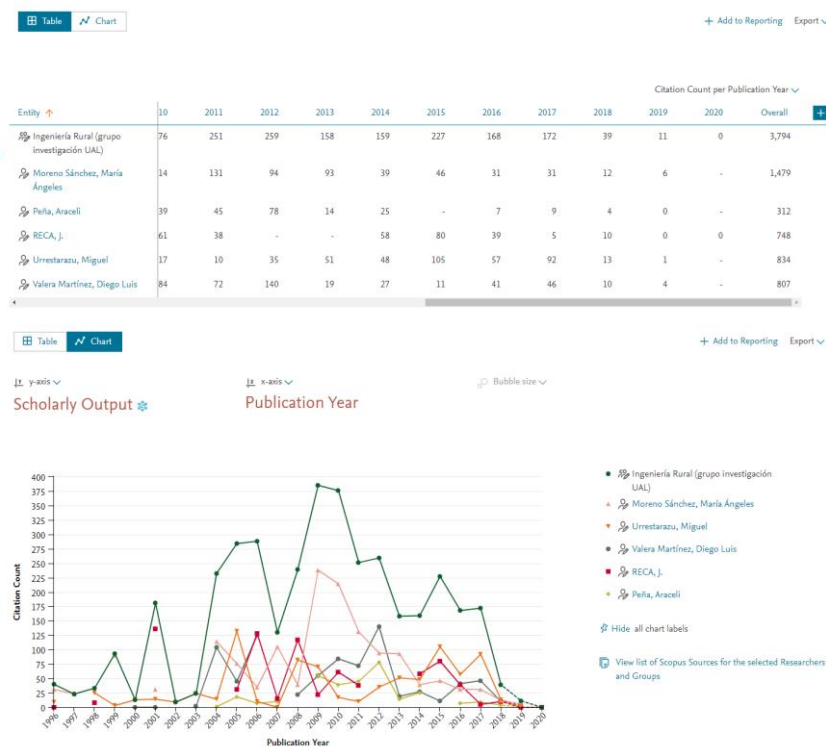 Table Chart + Add to Reporting Export
Citation Count per Publication Year
Entity 10 2011 2012 2013 2014 2015 2016 2017 2018 2019 2020 Overall +
Ingeniería Rural (grupo investigación UAL) 76 251 259 158 159 227 168 172 39 11 0 3,794
Moreno Sánchez, María Ángeles 14 131 94 93 39 46 31 31 12 6 - 1,479
Peña, Araceli 39 45 78 14 25 - 7 9 4 0 - 312
RECA, J. 61 38 - - 58 80 39 5 10 0 0 748
Urrestarazu, Miguel 17 10 35 51 48 105 57 92 13 1 - 834
Valera Martínez, Diego Luis 84 72 140 19 27 11 41 46 10 4 - 807
Table Chart + Add to Reporting Export
y-axis x-axis Bubble size
Scholarly Output Publication Year
400
375
350
325
300
275
250
225
200
175
150
125
100
75
50
25
0
Citation Count
1996 1997 1998 1999 2000 2001 2002 2003 2004 2005 2006 2007 2008 2009 2010 2011 2012 2013 2014 2015 2016 2017 2018 2019 2020
Publication Year
Ingeniería Rural (grupo investigación
UAL)
Moreno Sánchez, María Ángeles
Urrestarazu, Miguel
Valera Martínez, Diego Luis
RECA, J.
Peña, Araceli
Hide all chart labels
View list of Scopus Sources for the selected Researchers
and Groups